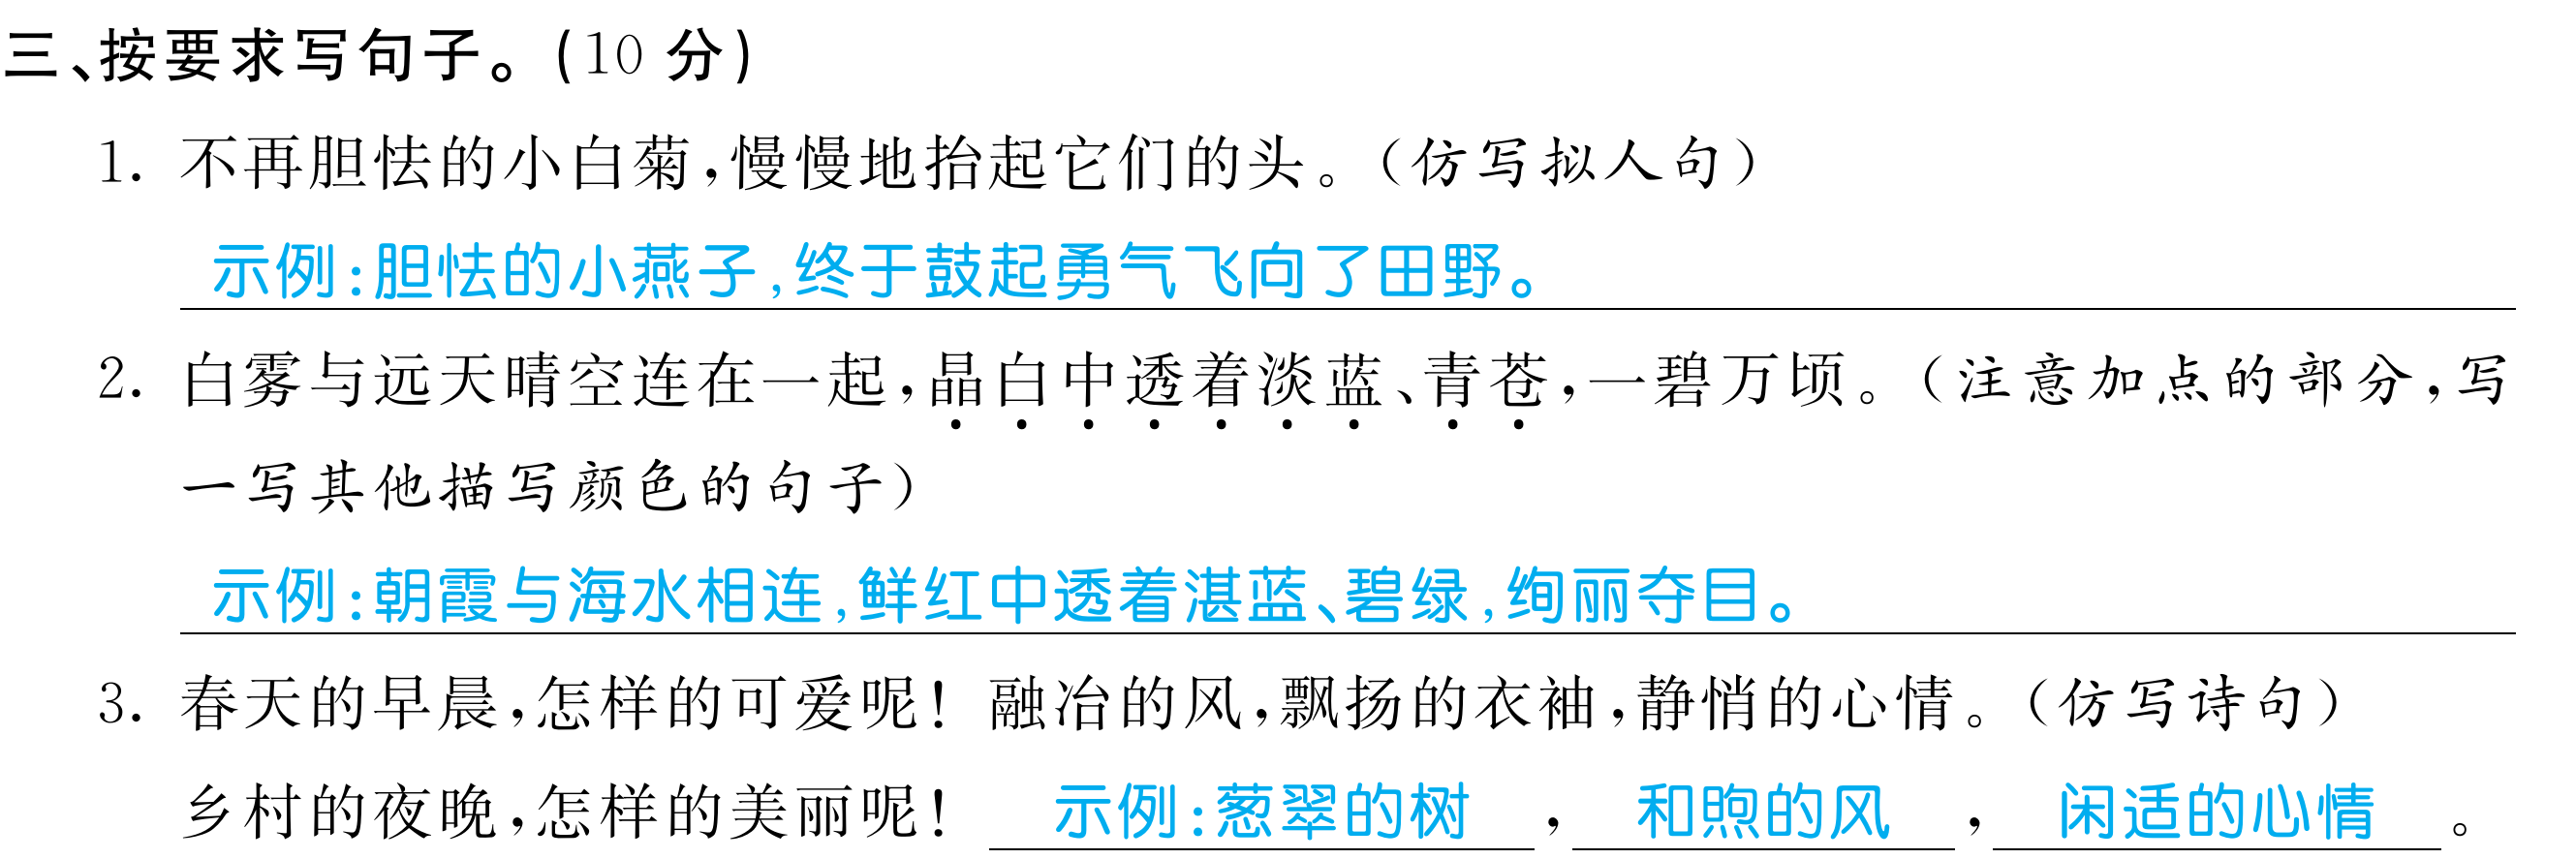 三、按要求写句子。(10 分)
1. 不再胆怯的小白菊,慢慢地抬起它们的头。(仿写拟人句)
示例:胆怯的小燕子,终于鼓起勇气飞向了田野。
2. 白雾与远天晴空连在一起,晶白中透着淡蓝、青苍,一碧万顷。(注意加点的部分,写
一写其他描写颜色的句子)
示例:朝霞与海水相连,鲜红中透着湛蓝、碧绿,绚丽夺目。
3. 春天的早晨,怎样的可爱呢! 融冶的风,飘扬的衣袖,静悄的心情。(仿写诗句)
乡村的夜晚,怎样的美丽呢! 示例:葱翠的树 , 和煦的风 , 闲适的心情 。